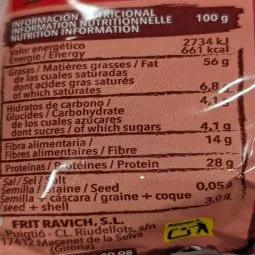 INFORMACIÓN NUTRICIONAL
INFORMATION NUTRITIONNELLE
NUTRITION INFORMATION
100 g
Valor energético
Energie / Energy
2734 kJ
661 kcal
Grasas / Matières grasses / Fat
56 g
de las cuales saturadas
dont acides gras saturés
of which saturates
6,8
Hidratos de carbono /
Glucides / Carbohydrate
4,1
de los cuales azúcares
dont sucres / of which sugars
4,1 g
Fibra alimentaria /
Fibres alimentaires / Fibre
14 g
Proteínas / Protéines / Protein
28 g
Sal / Sel / Salt
Semilla / graine / Seed
0,05 g
Semilla + cáscara / graine + coque
/ seed + shell
3,0 g
FRIT RAVICH, S.L.
Puigtió - CL. Riudellots, s/n
17412 Maçanet de la Selva
(Girona)